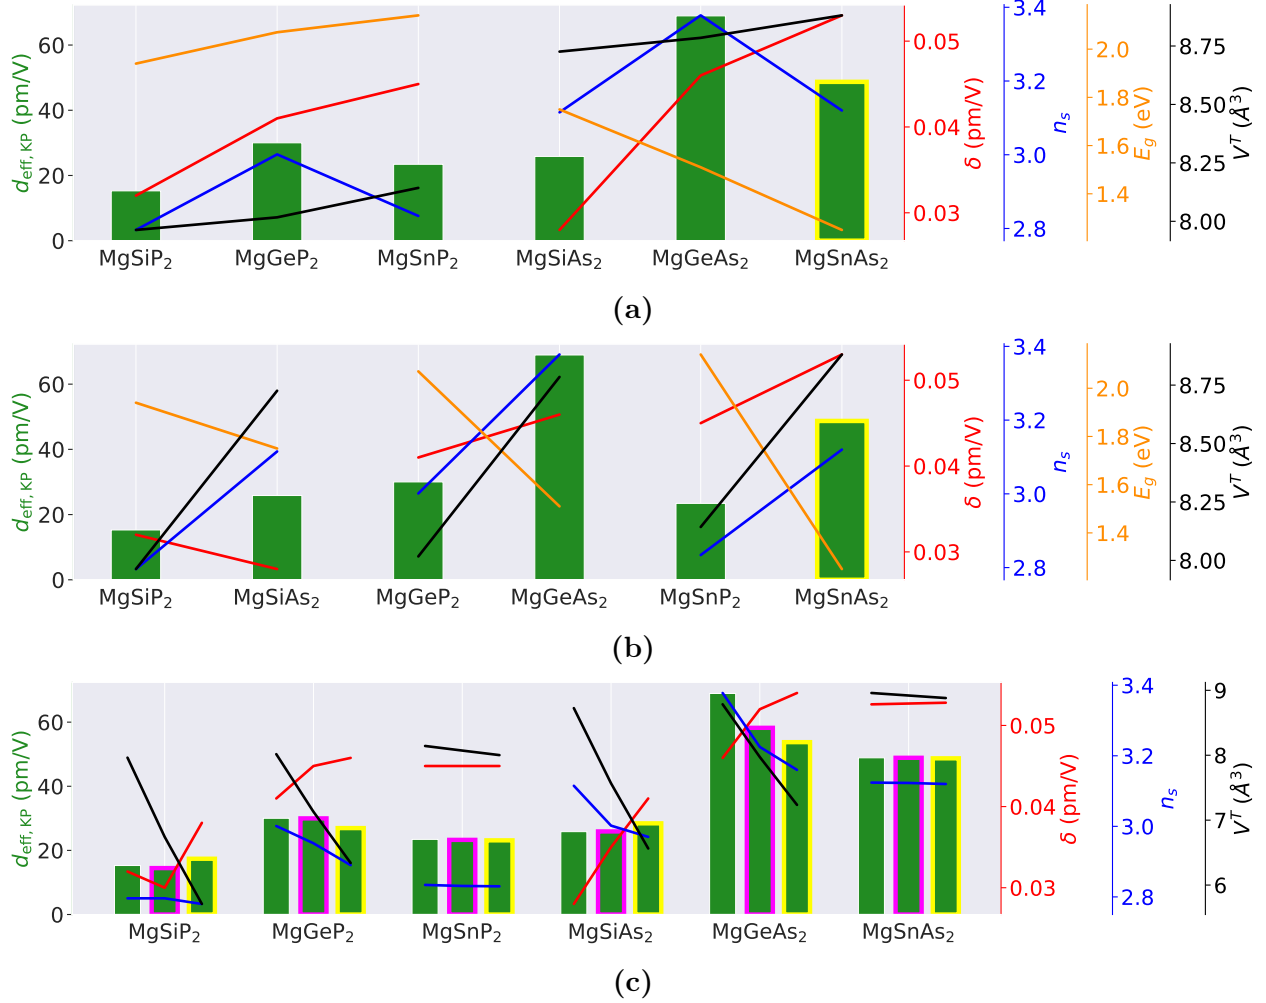 60
40
20
0
d_eff,KP (pm/V)
MgSiP₂ MgGeP₂ MgSnP₂ MgSiAs₂ MgGeAs₂ MgSnAs₂
0.05
0.04
0.03
δ (pm/V)
3.4
3.2
3.0
2.8
n_s
2.0
1.8
1.6
1.4
E_g (eV)
8.75
8.50
8.25
8.00
V^T (Å³)
(a)
60
40
20
0
d_eff,KP (pm/V)
MgSiP₂ MgSiAs₂ MgGeP₂ MgGeAs₂ MgSnP₂ MgSnAs₂
0.05
0.04
0.03
δ (pm/V)
3.4
3.2
3.0
2.8
n_s
2.0
1.8
1.6
1.4
E_g (eV)
8.75
8.50
8.25
8.00
V^T (Å³)
(b)
60
40
20
0
d_eff,KP (pm/V)
MgSiP₂ MgGeP₂ MgSnP₂ MgSiAs₂ MgGeAs₂ MgSnAs₂
0.05
0.04
0.03
δ (pm/V)
3.4
3.2
3.0
2.8
n_s
9
8
7
6
V^T (Å³)
(c)